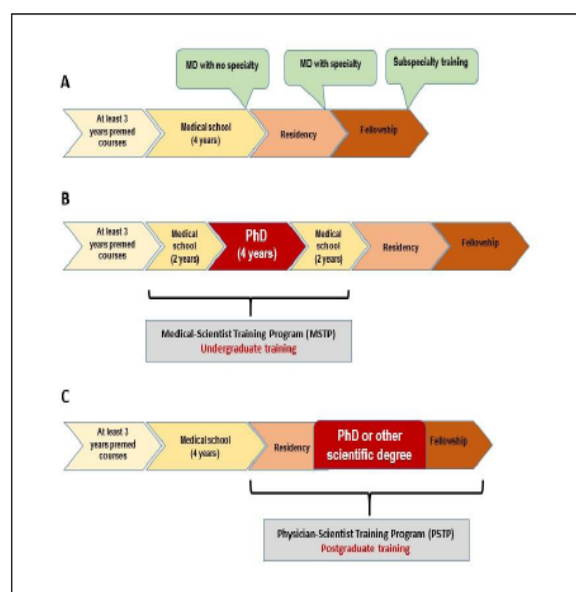 MD with no specialty
MD with specialty
Subspecialty training
A
At least 3
years premed
courses
Medical school
(4 years)
Residency
Fellowship
B
At least 3
years premed
courses
Medical
school
(2 years)
PhD
(4 years)
Medical
school
(2 years)
Residency
Fellowship
Medical-Scientist Training Program (MSTP)
Undergraduate training
C
At least 3
years premed
courses
Medical school
(4 years)
Residency
PhD or other
scientific degree
Fellowship
Physician-Scientist Training Program (PSTP)
Postgraduate training